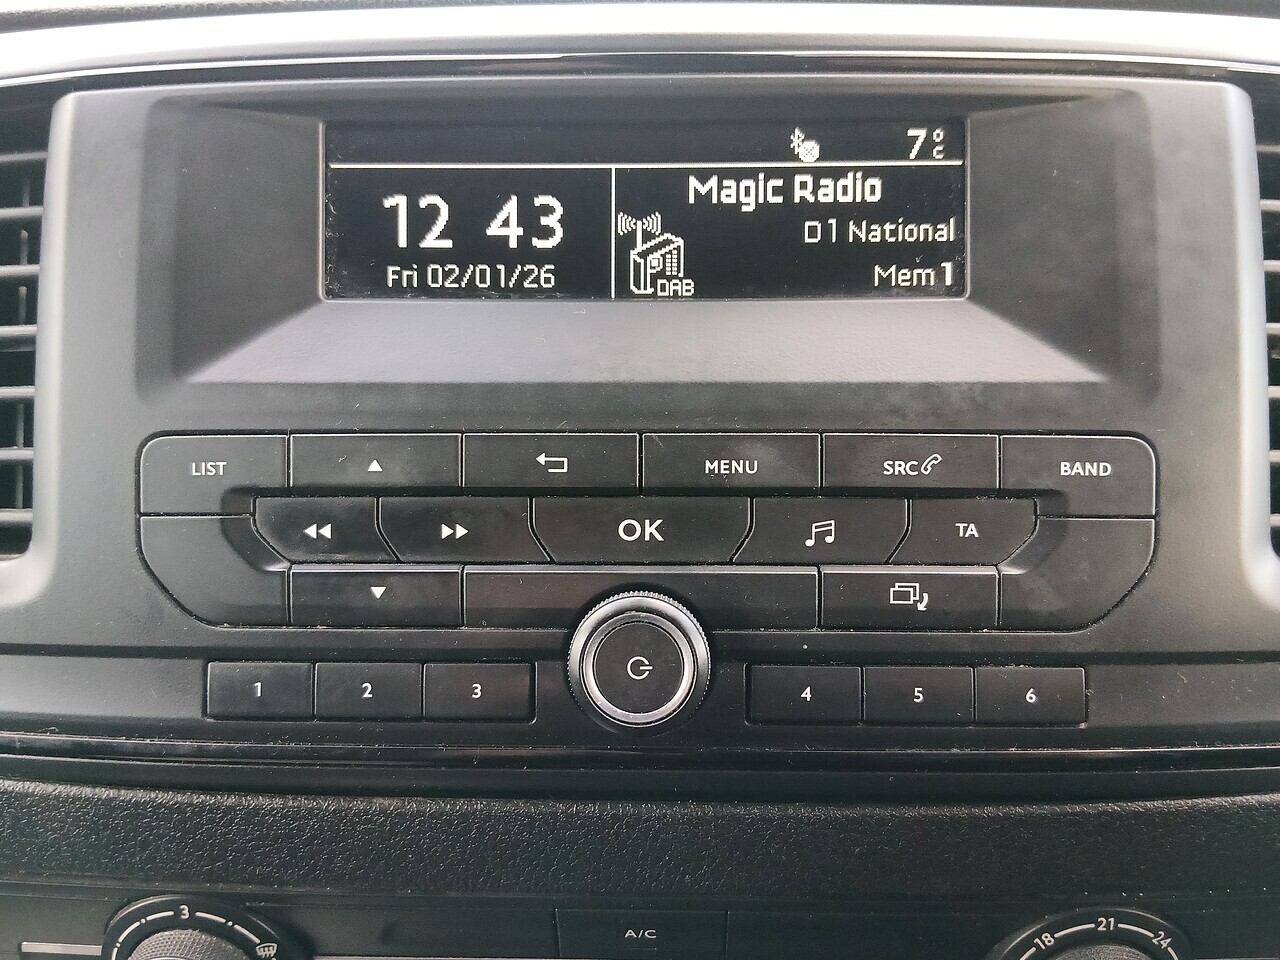 7°C
12 43
Fri 02/01/26
Magic Radio
D1 National
Mem 1
DAB
LIST
MENU
SRC
BAND
OK
TA
1
2
3
4
5
6
3
A/C
18
21
24